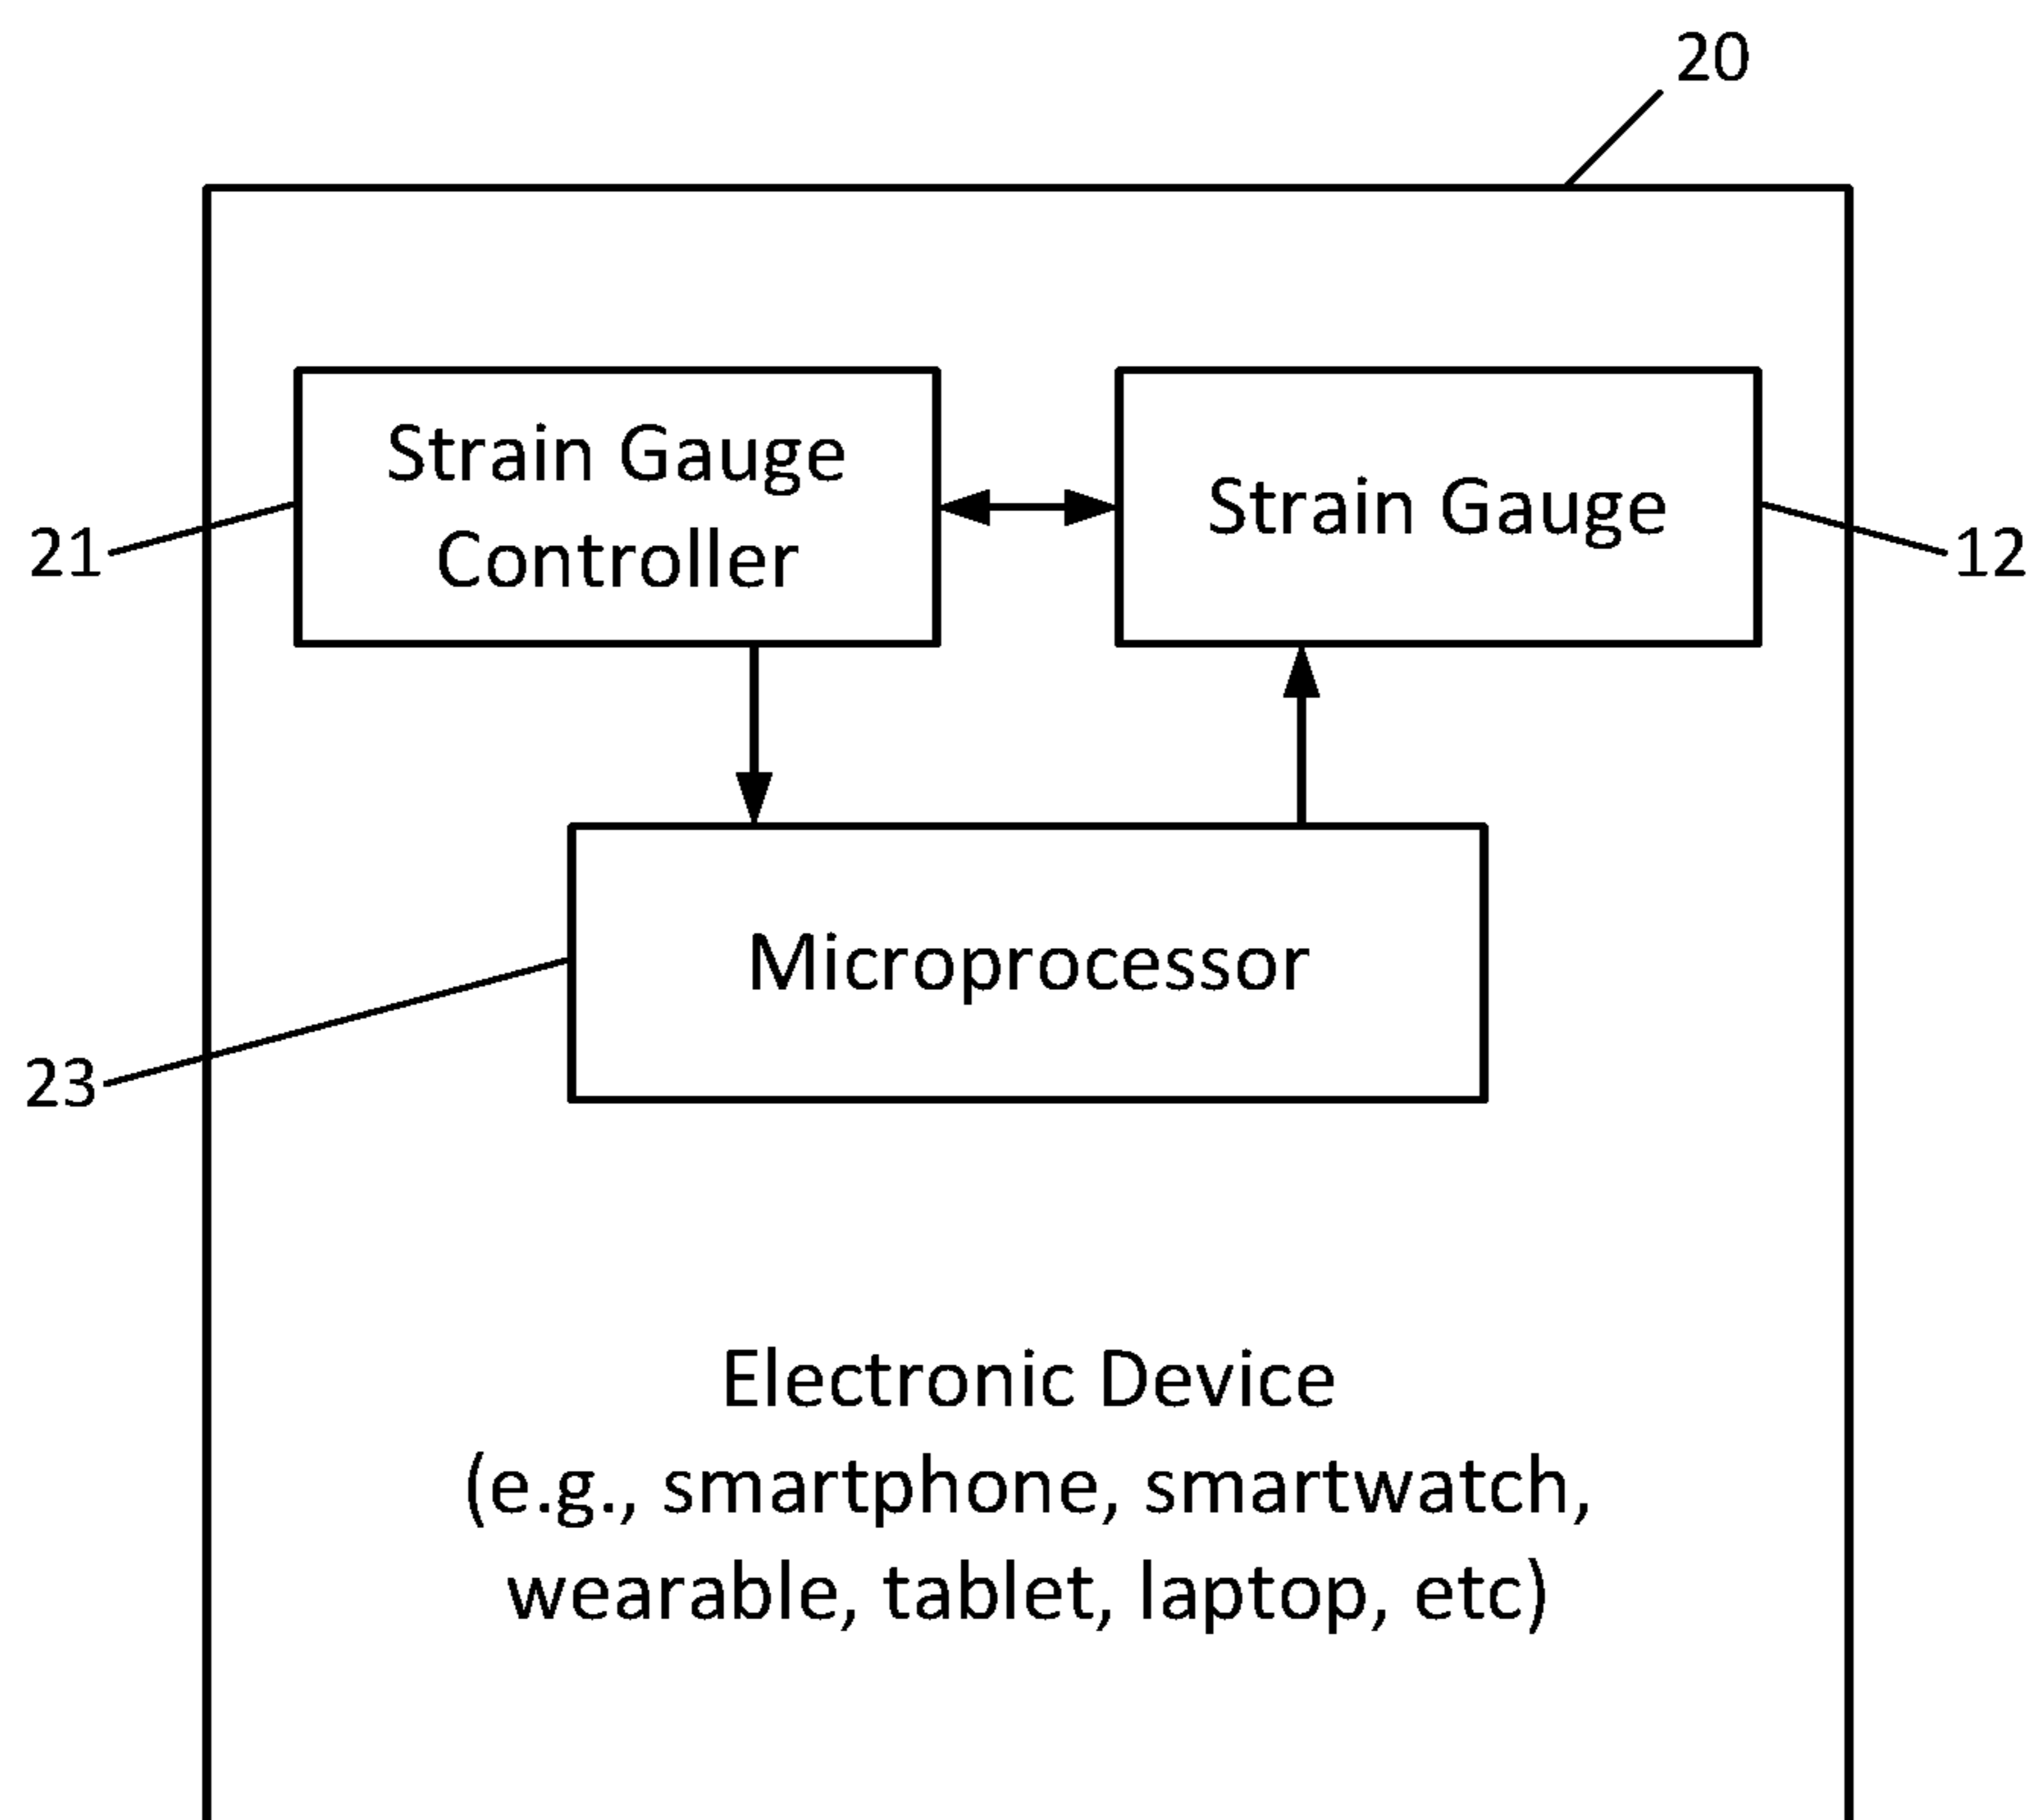 20
Strain Gauge
Controller
Strain Gauge
21
12
Microprocessor
23
Electronic Device
(e.g., smartphone, smartwatch,
wearable, tablet, laptop, etc)